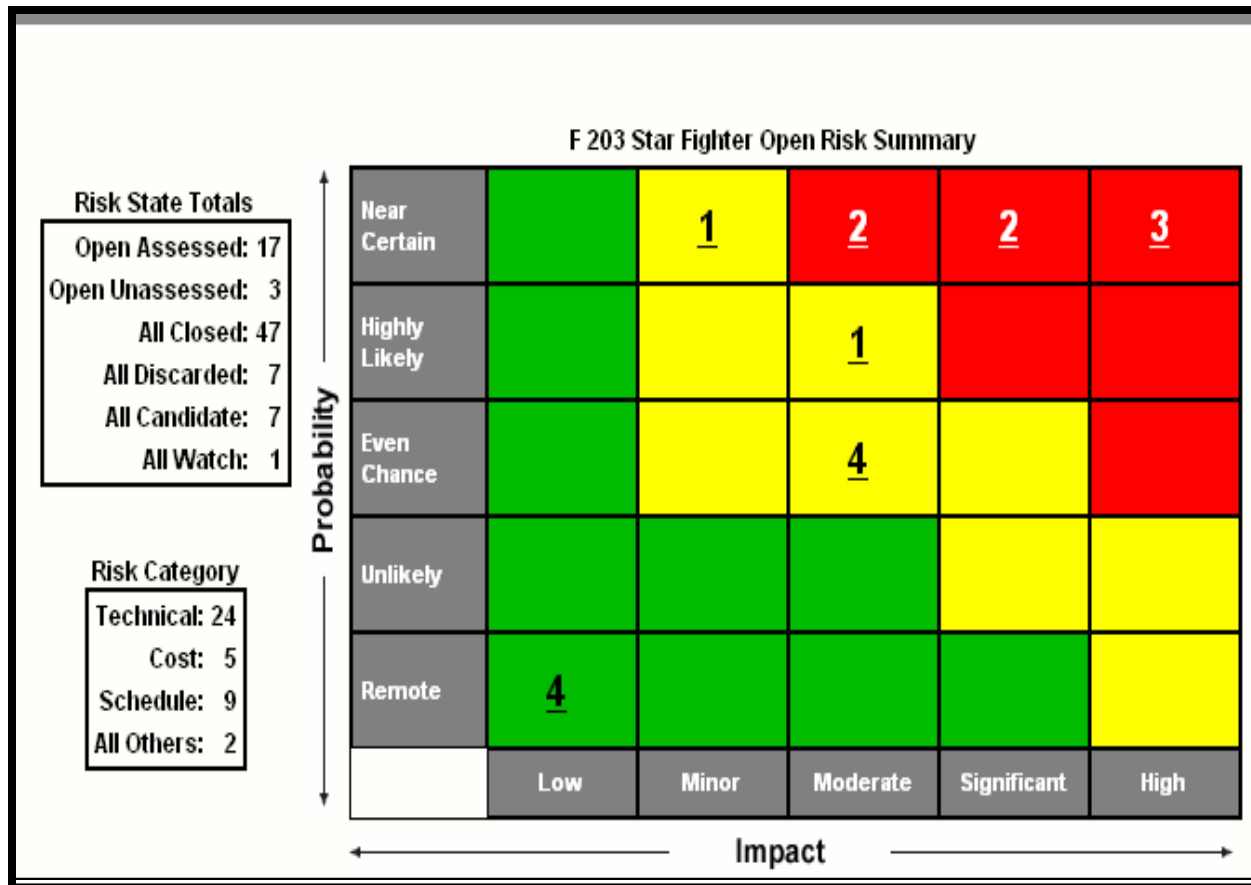 F 203 Star Fighter Open Risk Summary
Risk State Totals
Open Assessed: 17
Open Unassessed: 3
All Closed: 47
All Discarded: 7
All Candidate: 7
All Watch: 1
Risk Category
Technical: 24
Cost: 5
Schedule: 9
All Others: 2
Probability
Near
Certain
1 2 2 3
Highly
Likely
1
Even
Chance
4
Unlikely
Remote
4
Low Minor Moderate Significant High
Impact